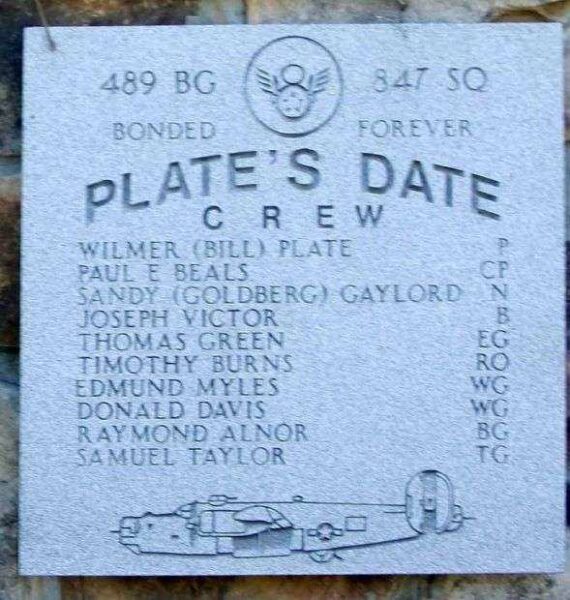 489 BG 847 SQ
BONDED FOREVER
PLATE'S DATE
CREW
WILMER (BILL) PLATE P
PAUL E BEALS CP
SANDY (GOLDBERG) GAYLORD N
JOSEPH VICTOR B
THOMAS GREEN EG
TIMOTHY BURNS RO
EDMUND MYLES WG
DONALD DAVIS WG
RAYMOND ALNOR BG
SAMUEL TAYLOR TG